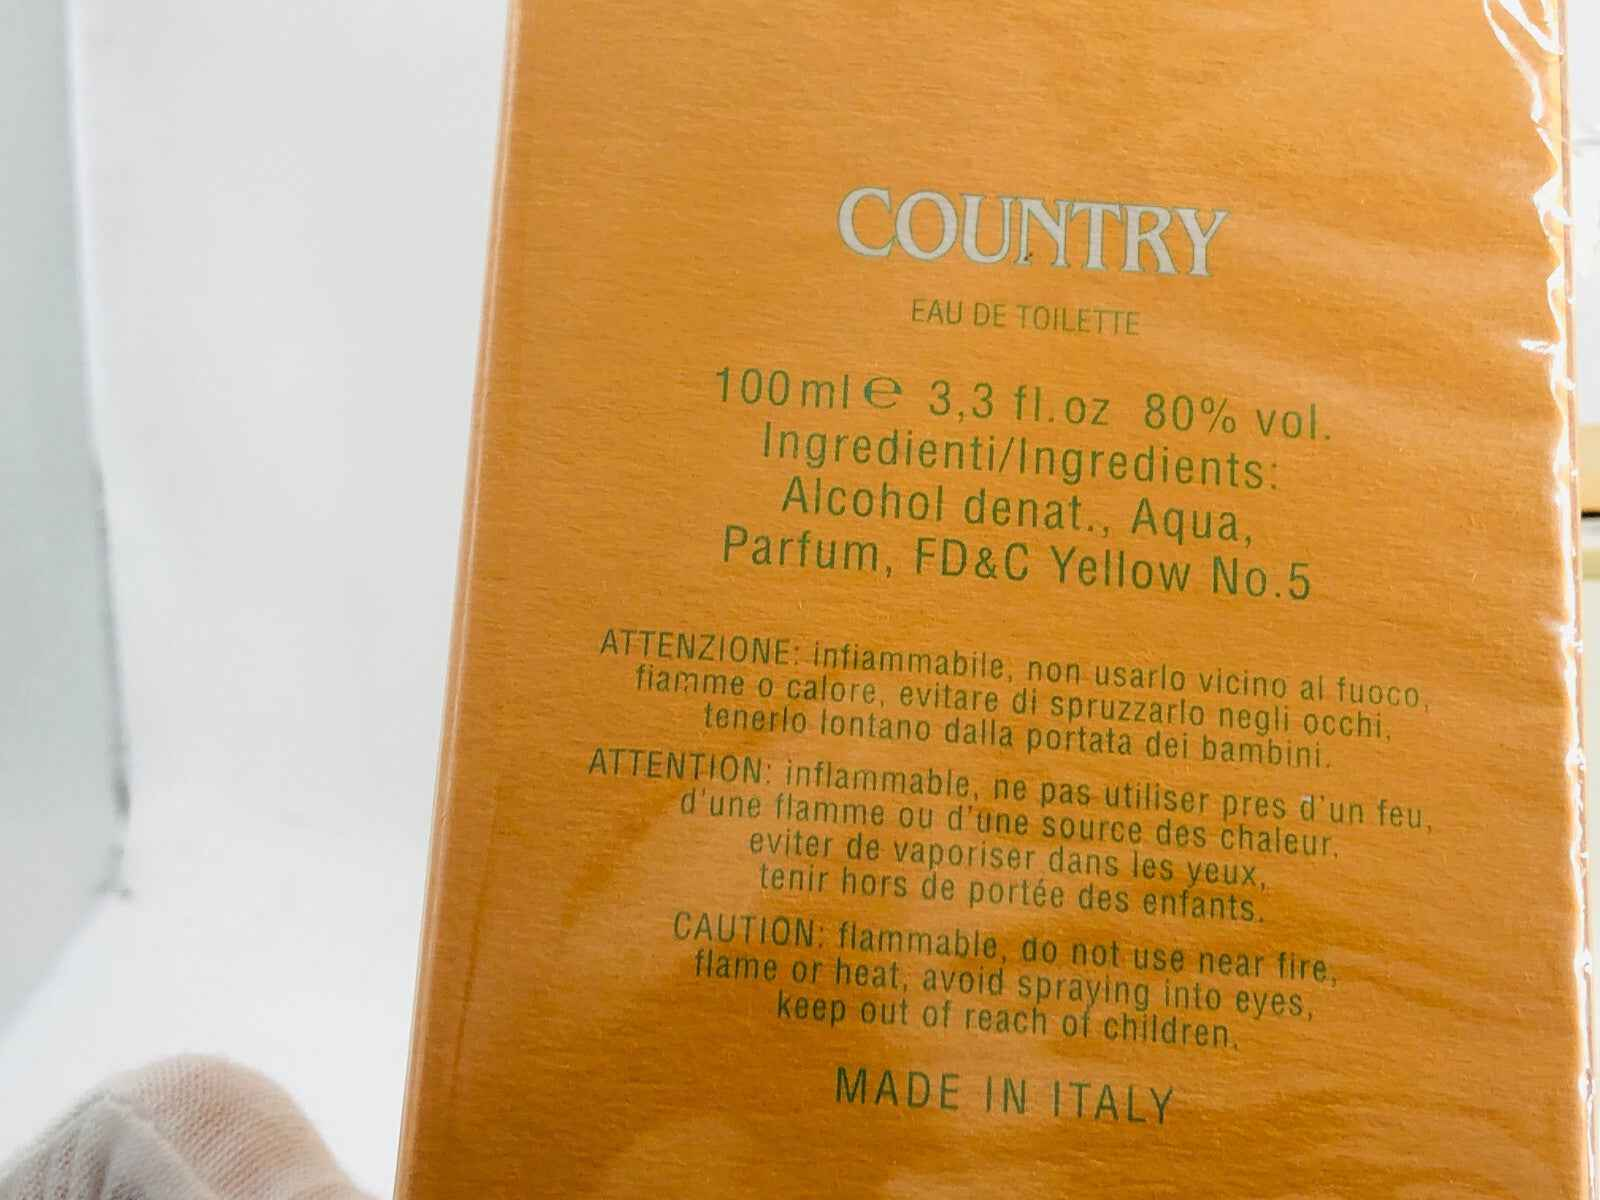 COUNTRY
EAU DE TOILETTE
100 ml ℮ 3,3 fl.oz 80% vol.
Ingredienti/Ingredients:
Alcohol denat., Aqua,
Parfum, FD&C Yellow No.5
ATTENZIONE: infiammabile, non usarlo vicino al fuoco,
fiamme o calore, evitare di spruzzarlo negli occhi,
tenerlo lontano dalla portata dei bambini.
ATTENTION: inflammable, ne pas utiliser pres d'un feu,
d'une flamme ou d'une source des chaleur,
eviter de vaporiser dans les yeux,
tenir hors de portée des enfants.
CAUTION: flammable, do not use near fire,
flame or heat, avoid spraying into eyes,
keep out of reach of children.
MADE IN ITALY